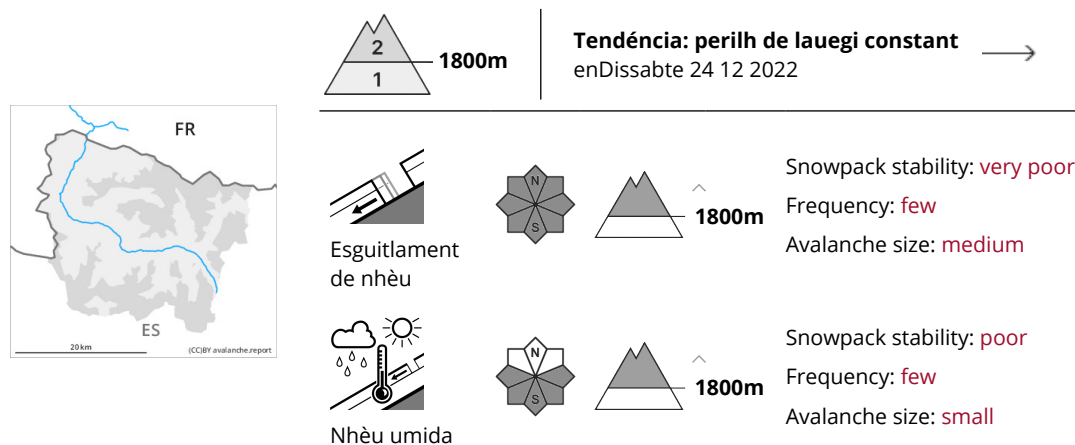 2
1
1800m
Tendéncia: perilh de lauegi constant
enDissabte 24 12 2022
FR
ES
20 km
(CC)BY avalanche.report
Esguitlament
de nhèu
N
S
1800m
Snowpack stability: very poor
Frequency: few
Avalanche size: medium
Nhèu umida
N
S
1800m
Snowpack stability: poor
Frequency: few
Avalanche size: small